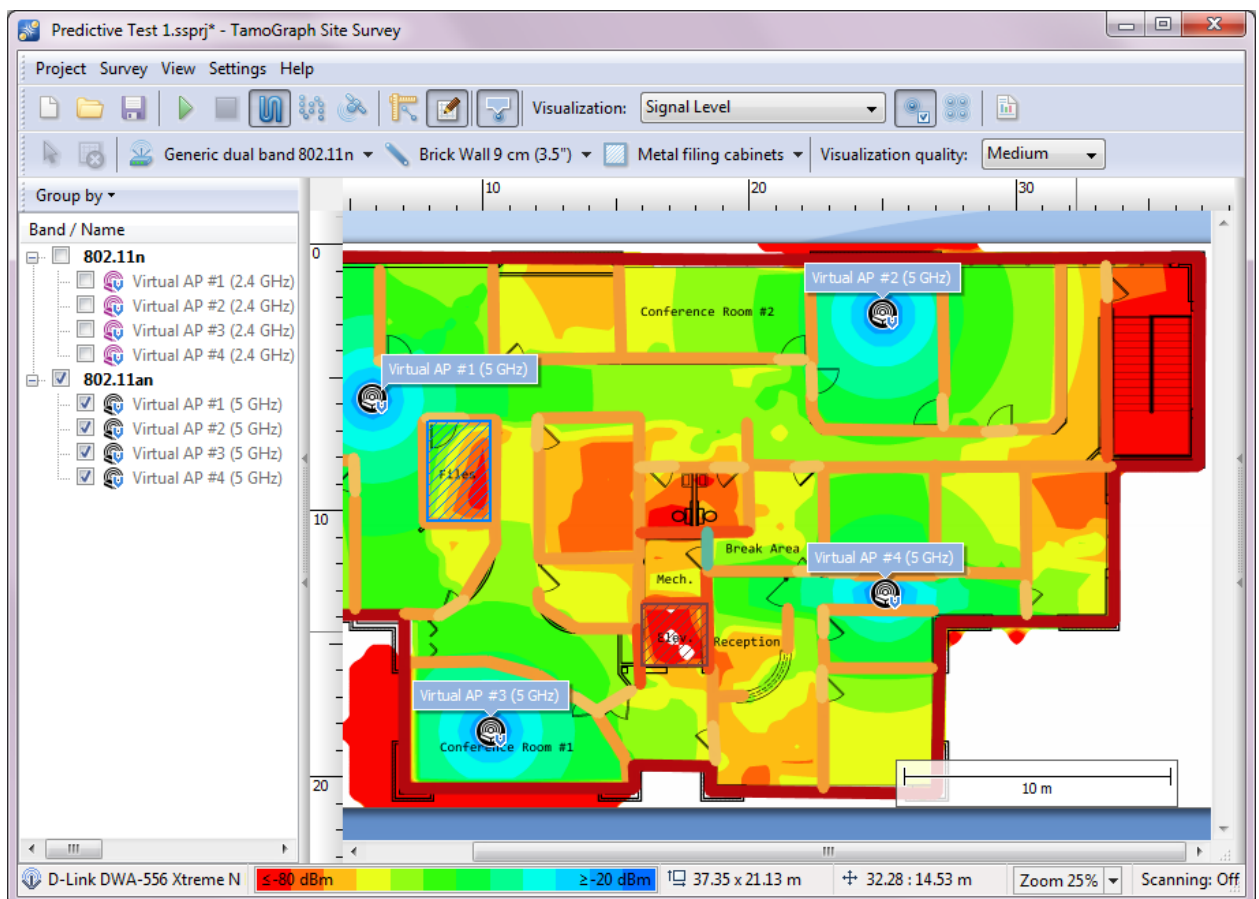 Predictive Test 1.ssprj* - TamoGraph Site Survey
Project Survey View Settings Help
Visualization: Signal Level
Generic dual band 802.11n Brick Wall 9 cm (3.5") Metal filing cabinets Visualization quality: Medium
Group by
Band / Name
802.11n
Virtual AP #1 (2.4 GHz)
Virtual AP #2 (2.4 GHz)
Virtual AP #3 (2.4 GHz)
Virtual AP #4 (2.4 GHz)
802.11an
Virtual AP #1 (5 GHz)
Virtual AP #2 (5 GHz)
Virtual AP #3 (5 GHz)
Virtual AP #4 (5 GHz)
10 20 30
0
10
20
Virtual AP #2 (5 GHz)
Conference Room #2
Virtual AP #1 (5 GHz)
Files
Break Area
Virtual AP #4 (5 GHz)
Mech.
Elev.
Reception
Virtual AP #3 (5 GHz)
Conference Room #1
10 m
D-Link DWA-556 Xtreme N ≤-80 dBm ≥-20 dBm 37.35 x 21.13 m 32.28 : 14.53 m Zoom 25% Scanning: Off